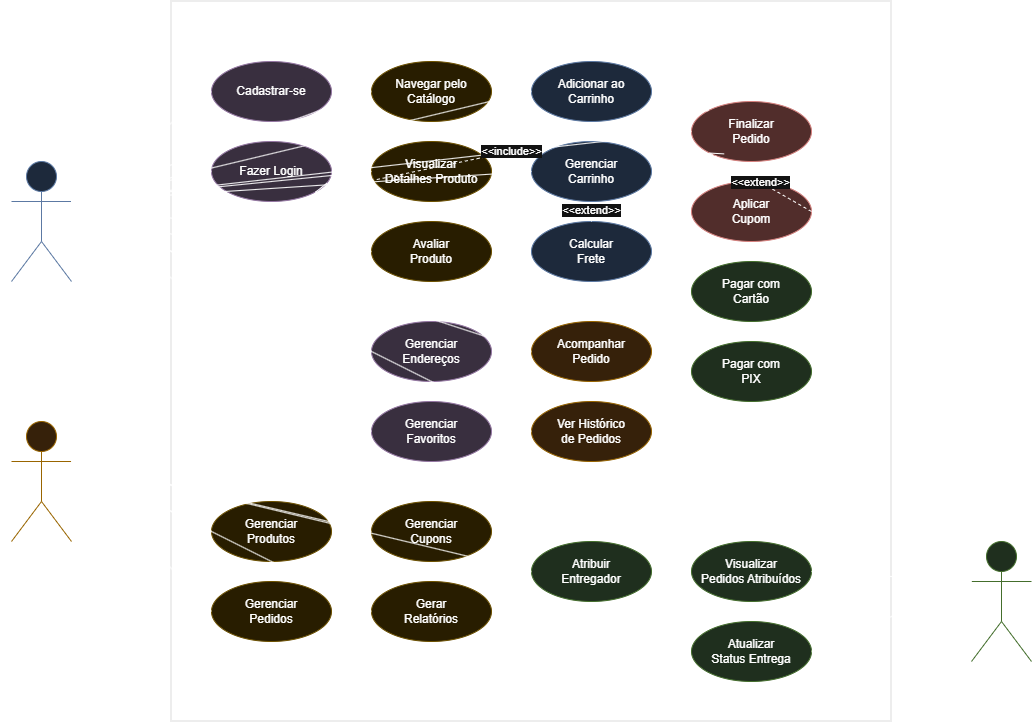 Cadastrar-se
Navegar pelo
Catálogo
Adicionar ao
Carrinho
Finalizar
Pedido
Fazer Login
Visualizar
Detalhes Produto
<<include>>
Gerenciar
Carrinho
<<extend>>
Aplicar
Cupom
<<extend>>
Avaliar
Produto
Calcular
Frete
Pagar com
Cartão
Gerenciar
Endereços
Acompanhar
Pedido
Pagar com
PIX
Gerenciar
Favoritos
Ver Histórico
de Pedidos
Gerenciar
Produtos
Gerenciar
Cupons
Atribuir
Entregador
Visualizar
Pedidos Atribuídos
Gerenciar
Pedidos
Gerar
Relatórios
Atualizar
Status Entrega